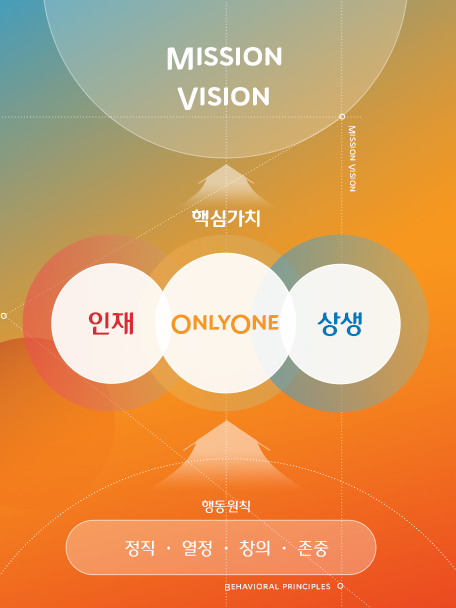 MISSION
VISION
MISSION VISION
핵심가치
인재
ONLYONE
상생
행동원칙
정직 · 열정 · 창의 · 존중
BEHAVIORAL PRINCIPLES